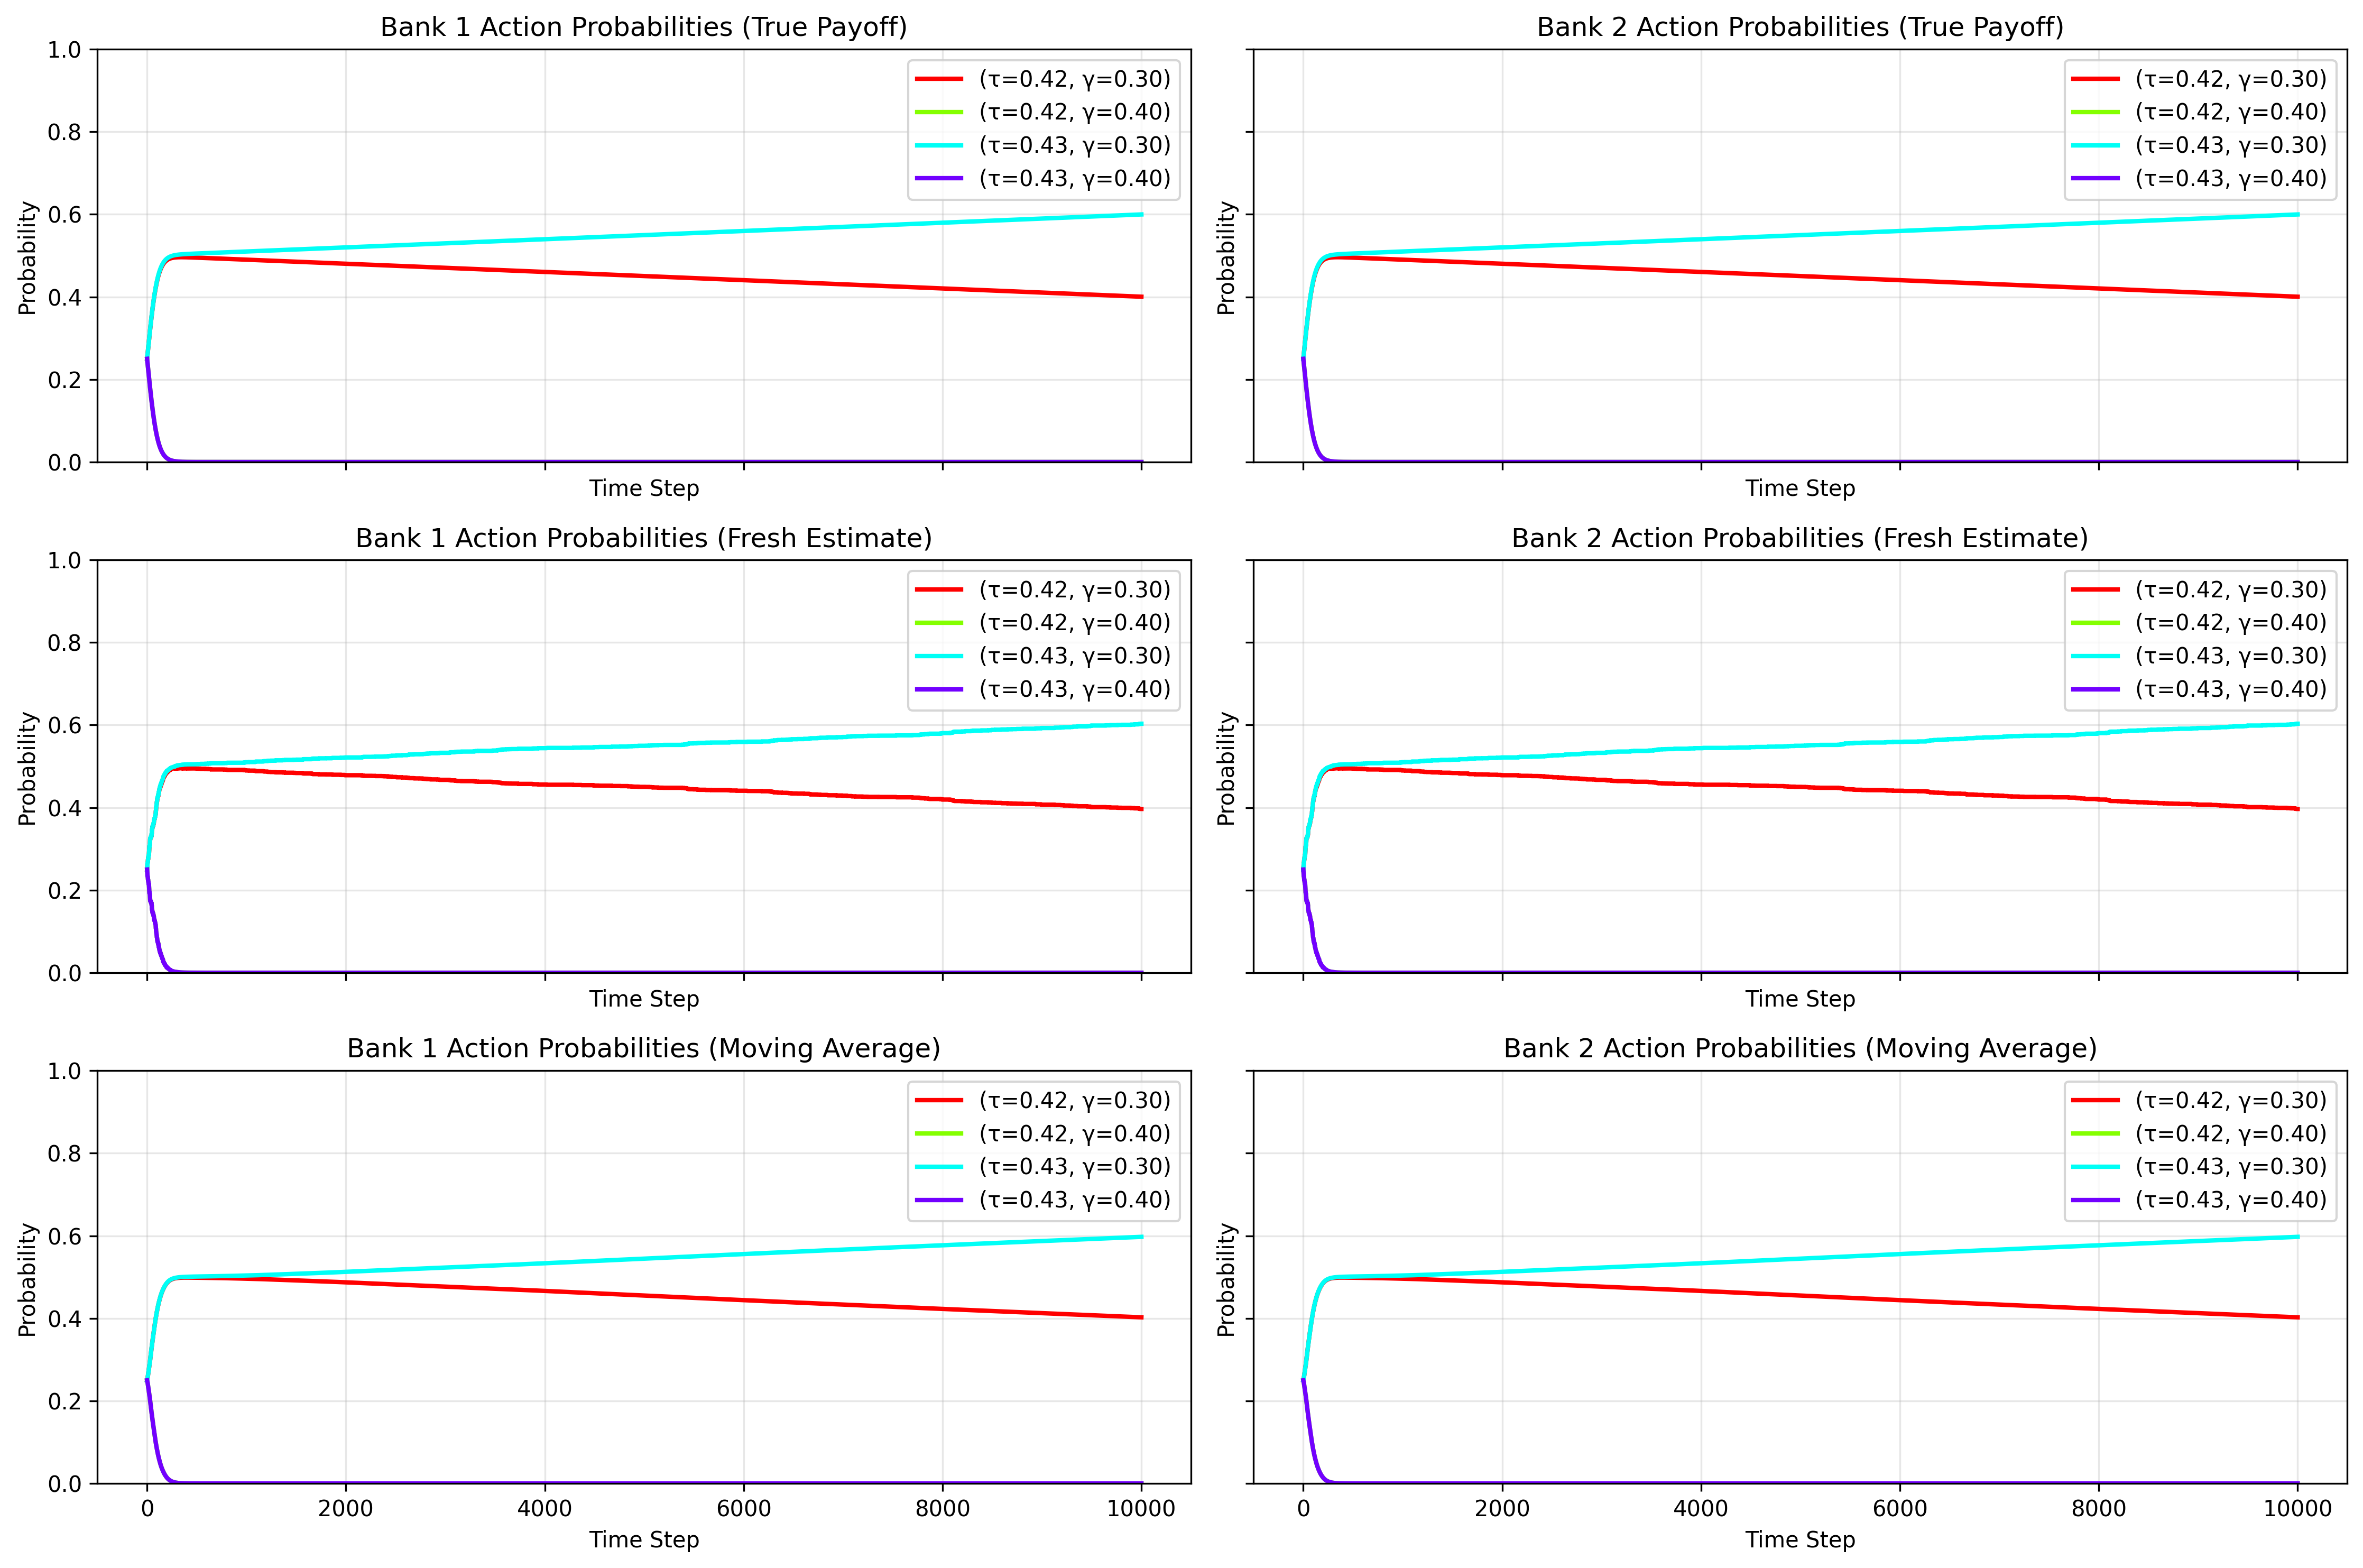 Bank 1 Action Probabilities (True Payoff)
1.0
0.8
0.6
0.4
0.2
0.0
Probability
Time Step
(τ=0.42, γ=0.30)
(τ=0.42, γ=0.40)
(τ=0.43, γ=0.30)
(τ=0.43, γ=0.40)
Bank 2 Action Probabilities (True Payoff)
Probability
Time Step
(τ=0.42, γ=0.30)
(τ=0.42, γ=0.40)
(τ=0.43, γ=0.30)
(τ=0.43, γ=0.40)
Bank 1 Action Probabilities (Fresh Estimate)
1.0
0.8
0.6
0.4
0.2
0.0
Probability
Time Step
(τ=0.42, γ=0.30)
(τ=0.42, γ=0.40)
(τ=0.43, γ=0.30)
(τ=0.43, γ=0.40)
Bank 2 Action Probabilities (Fresh Estimate)
Probability
Time Step
(τ=0.42, γ=0.30)
(τ=0.42, γ=0.40)
(τ=0.43, γ=0.30)
(τ=0.43, γ=0.40)
Bank 1 Action Probabilities (Moving Average)
1.0
0.8
0.6
0.4
0.2
0.0
Probability
(τ=0.42, γ=0.30)
(τ=0.42, γ=0.40)
(τ=0.43, γ=0.30)
(τ=0.43, γ=0.40)
0 2000 4000 6000 8000 10000
Time Step
Bank 2 Action Probabilities (Moving Average)
Probability
(τ=0.42, γ=0.30)
(τ=0.42, γ=0.40)
(τ=0.43, γ=0.30)
(τ=0.43, γ=0.40)
0 2000 4000 6000 8000 10000
Time Step